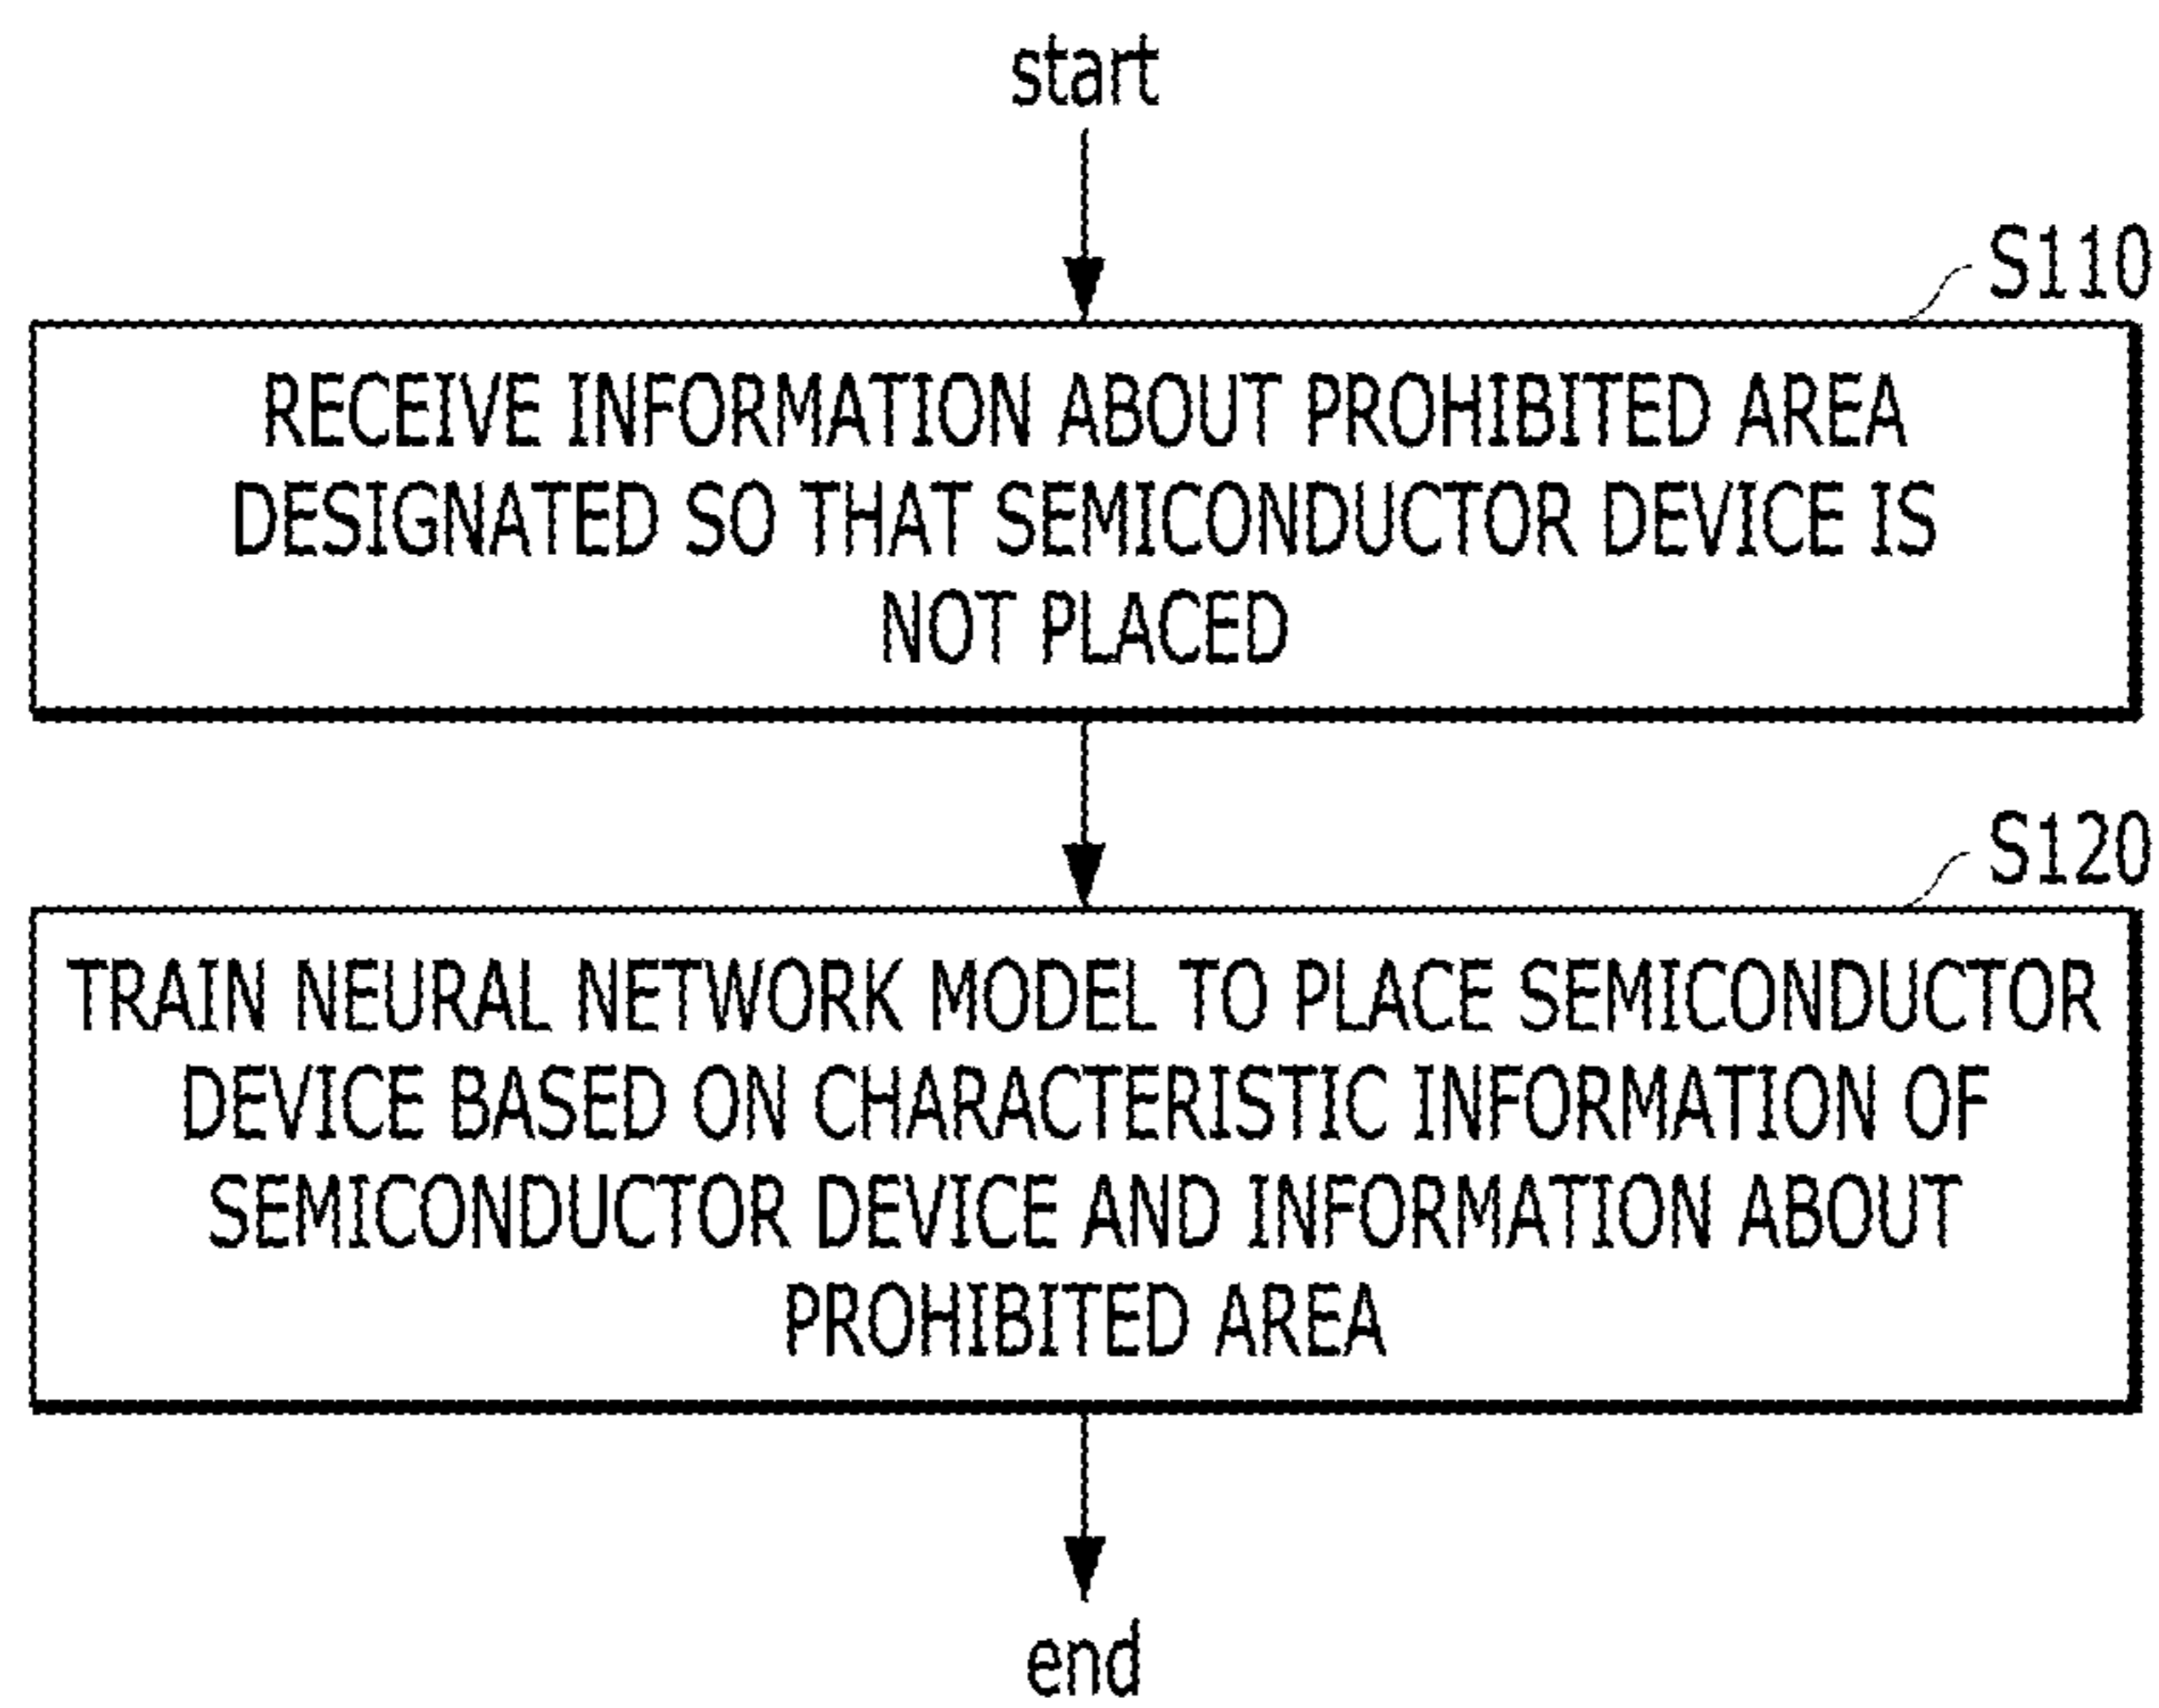 start
S110
RECEIVE INFORMATION ABOUT PROHIBITED AREA
DESIGNATED SO THAT SEMICONDUCTOR DEVICE IS
NOT PLACED
S120
TRAIN NEURAL NETWORK MODEL TO PLACE SEMICONDUCTOR
DEVICE BASED ON CHARACTERISTIC INFORMATION OF
SEMICONDUCTOR DEVICE AND INFORMATION ABOUT
PROHIBITED AREA
end